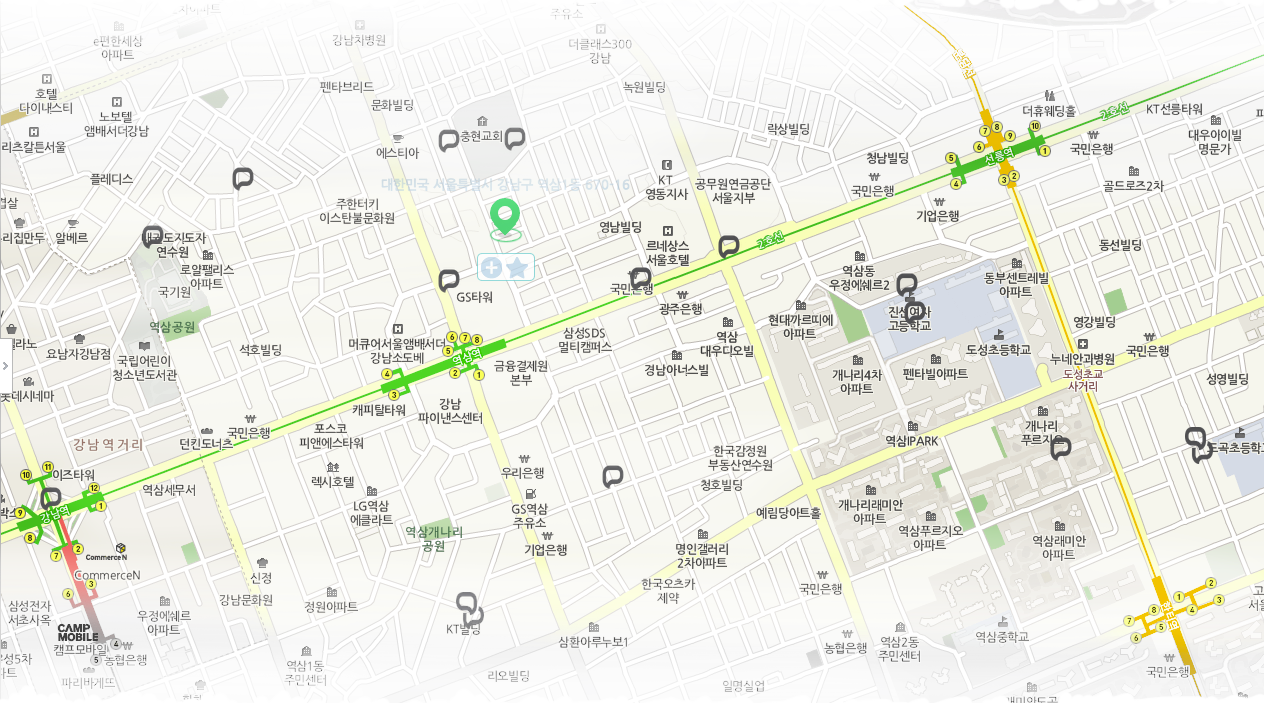 e편한세상
아파트
강남차병원
주유소
더클래스300
강남
호텔
다이내스티
노보텔
앰배서더강남
펜타브리드
문화빌딩
녹원빌딩
분당선
더휴웨딩홀
2호선
KT선릉타워
대우아이빌
명문가
리츠칼튼서울
에스티아
충현교회
락상빌딩
국민은행
플레디스
대한민국 서울특별시 강남구 역삼1동 670-16
KT
영동지사
공무원연금공단
서울지부
청남빌딩
국민은행
선릉역
골드로즈2차
주한터키
이스탄불문화원
기업은행
리집만두
알베르
연수원
영남빌딩
르네상스
서울호텔
2호선
동선빌딩
로얄팰리스
아파트
국기원
GS타워
국민은행
광주은행
역삼동
우정에쉐르2
동부센트레빌
아파트
역삼공원
현대까르띠에
아파트
고등학교
영강빌딩
요남자강남점
국립어린이
청소년도서관
석호빌딩
머큐어서울앰배서더
강남소도베
역삼역
삼성SDS
멀티캠퍼스
역삼
대우디오빌
도성초등학교
누네안과병원
국민은행
롯데시네마
금융결제원
본부
경남아너스빌
개나리4차
아파트
펜타빌아파트
도성초교
사거리
성영빌딩
캐피탈타워
강남
파이낸스센터
강남역거리
던킨도너츠
국민은행
포스코
피앤에스타워
역삼IPARK
개나리
푸르지오
도곡초등학교
이즈타워
역삼세무서
렉시호텔
우리은행
한국감정원
부동산연수원
청호빌딩
강남역
LG역삼
에클라트
GS역삼
주유소
예림당아트홀
개나리래미안
아파트
역삼푸르지오
아파트
역삼개나리
공원
기업은행
명인갤러리
2차아파트
역삼래미안
아파트
CommerceN
CommerceN
신정
강남문화원
정원아파트
한국오츠카
제약
국민은행
삼성전자
서초사옥
우정에쉐르
아파트
CAMP
MOBILE
캠프모바일
농협은행
KT빌딩
삼환아르누보1
농협은행
역삼2동
주민센터
역삼중학교
한티역
국민은행
파리바게뜨
역삼1동
주민센터
리오빌딩
일명실업